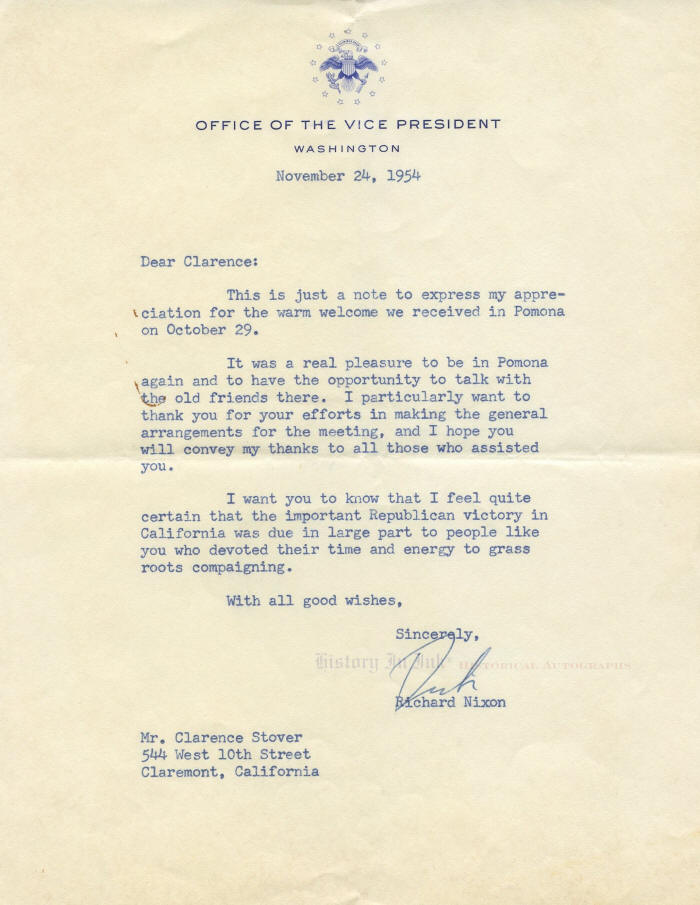 OFFICE OF THE VICE PRESIDENT
WASHINGTON
November 24, 1954
Dear Clarence:
This is just a note to express my appre-
ciation for the warm welcome we received in Pomona
on October 29.
It was a real pleasure to be in Pomona
again and to have the opportunity to talk with
the old friends there. I particularly want to
thank you for your efforts in making the general
arrangements for the meeting, and I hope you
will convey my thanks to all those who assisted
you.
I want you to know that I feel quite
certain that the important Republican victory in
California was due in large part to people like
you who devoted their time and energy to grass
roots compaigning.
With all good wishes,
Sincerely,
History In Ink® HISTORICAL AUTOGRAPHS
Dick
Richard Nixon
Mr. Clarence Stover
544 West 10th Street
Claremont, California